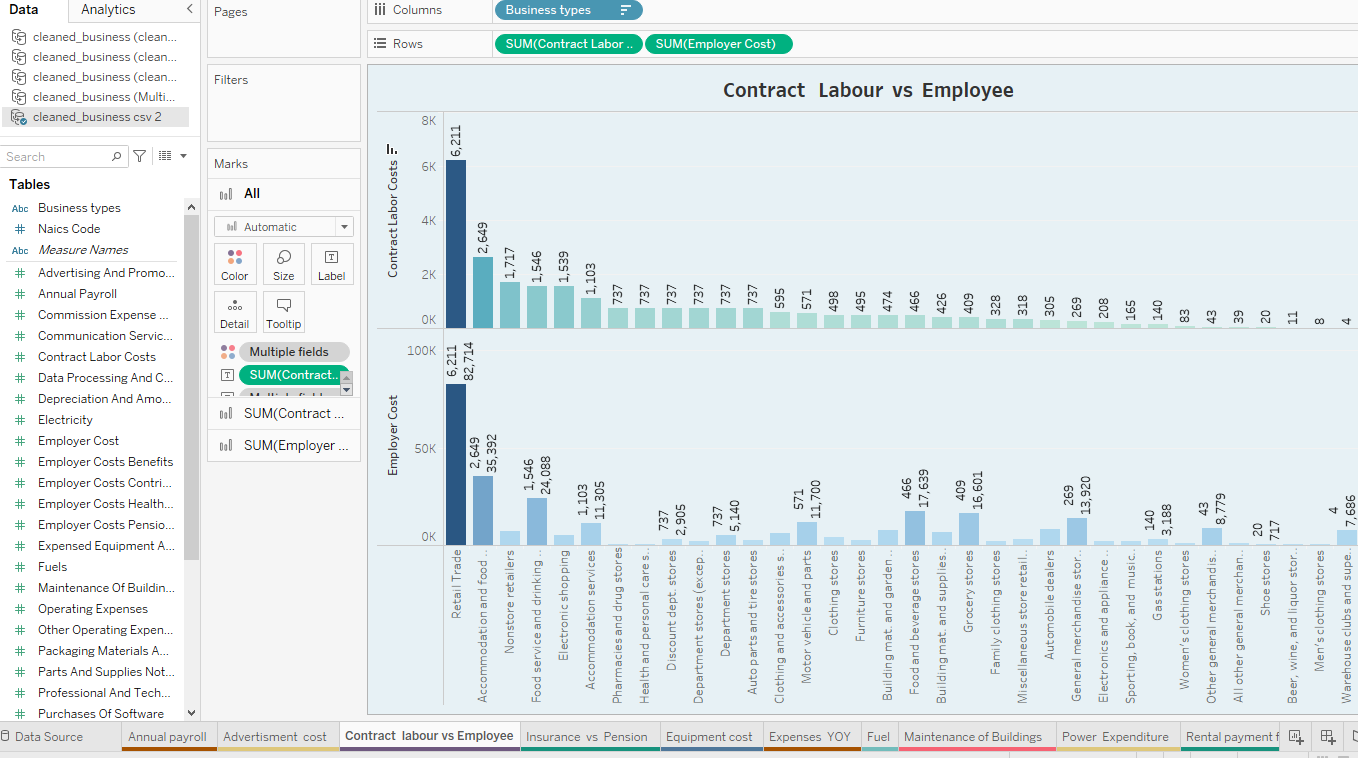 Data
Analytics
cleaned_business (clean...
cleaned_business (clean...
cleaned_business (clean...
cleaned_business (Multi...
cleaned_business csv 2
Search
Tables
Abc Business types
# Naics Code
Abc Measure Names
# Advertising And Promo...
# Annual Payroll
# Commission Expense ...
# Communication Servic...
# Contract Labor Costs
# Data Processing And C...
# Depreciation And Amo...
# Electricity
# Employer Cost
# Employer Costs Benefits
# Employer Costs Contri...
# Employer Costs Health...
# Employer Costs Pensio...
# Expensed Equipment A...
# Fuels
# Maintenance Of Buildin...
# Operating Expenses
# Other Operating Expen...
# Packaging Materials A...
# Parts And Supplies Not...
# Professional And Tech...
# Purchases Of Software
Pages
Filters
Marks
All
Automatic
Color
Size
T
Label
Detail
Tooltip
Multiple fields
T SUM(Contract..
SUM(Contract ...
SUM(Employer ...
Columns
Business types
Rows
SUM(Contract Labor ..
SUM(Employer Cost)
Contract Labour vs Employee
Contract Labor Costs
8K
6K
4K
2K
0K
6,211
2,649
1,717
1,546
1,539
1,103
737
737
737
737
737
737
595
571
498
495
474
466
426
409
328
318
305
269
208
165
140
83
43
39
20
11
8
4
Employer Cost
100K
50K
0K
6,211
82,714
2,649
35,392
1,546
24,088
1,103
11,305
737
2,905
737
5,140
571
11,700
466
17,639
409
16,601
269
13,920
140
3,188
43
8,779
20
717
4
7,686
Retail Trade
Accommodation and food..
Nonstore retailers
Food service and drinking..
Electronic shopping
Accommodation services
Pharmacies and drug stores
Health and personal care s..
Discount dept. stores
Department stores (excep..
Department stores
Auto parts and tire stores
Clothing and accessories s..
Motor vehicle and parts
Clothing stores
Furniture stores
Building mat. and garden..
Food and beverage stores
Building mat. and supplies..
Grocery stores
Family clothing stores
Miscellaneous store retail..
Automobile dealers
General merchandise stor..
Electronics and appliance ..
Sporting, book, and music..
Gas stations
Women's clothing stores
Other general merchandis..
All other general merchan..
Shoe stores
Beer, wine, and liquor stor..
Men's clothing stores
Warehouse clubs and supe..
Data Source
Annual payroll
Advertisment cost
Contract labour vs Employee
Insurance vs Pension
Equipment cost
Expenses YOY
Fuel
Maintenance of Buildings
Power Expenditure
Rental payment f